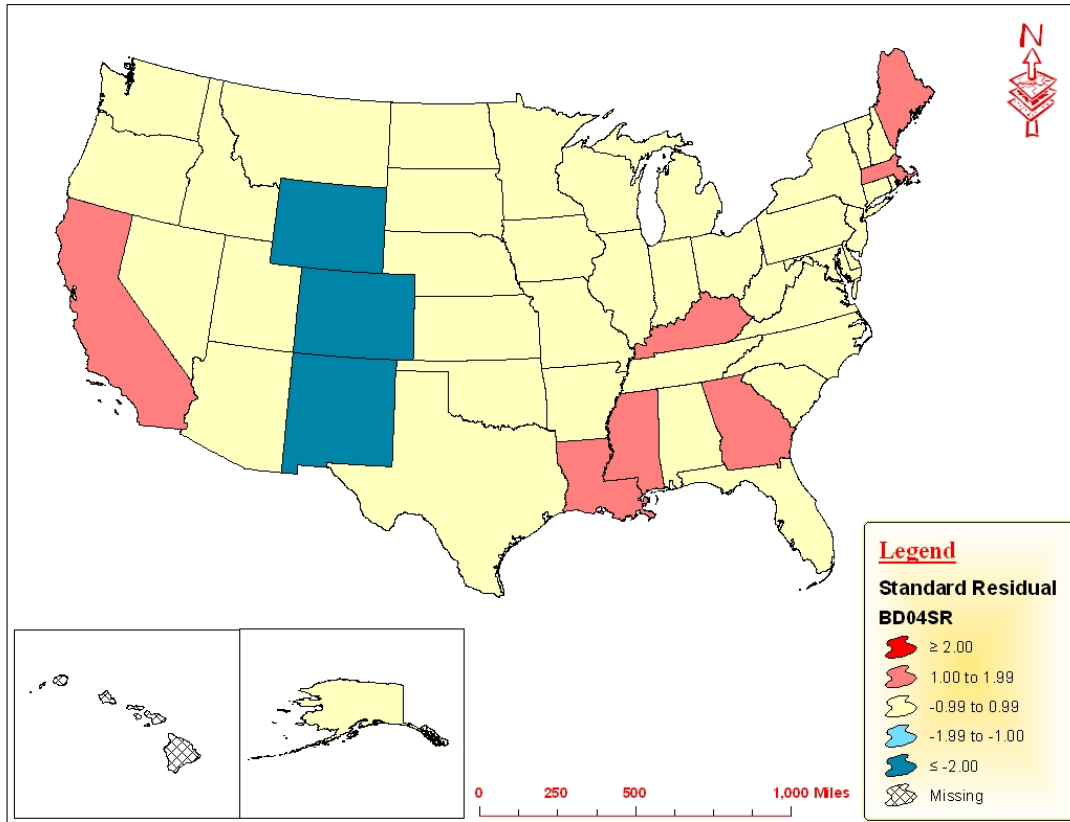 N
Legend
Standard Residual
BD04SR
≥ 2.00
1.00 to 1.99
-0.99 to 0.99
-1.99 to -1.00
≤ -2.00
Missing
0 250 500 1,000 Miles